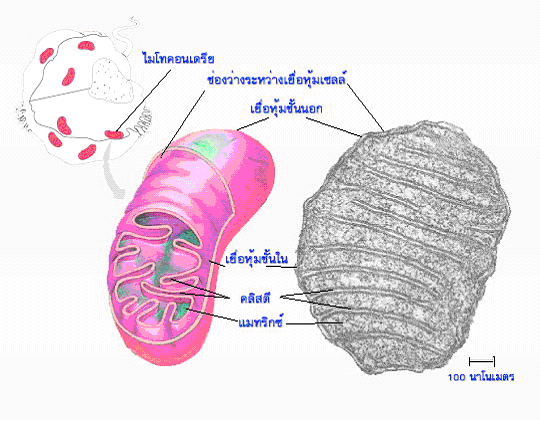 ไมโทคอนเดรีย
ช่องว่างระหว่างเยื่อหุ้มเซลล์
เยื่อหุ้มชั้นนอก
เยื่อหุ้มชั้นใน
คลิสตี
แมทริกซ์
100 นาโนเมตร